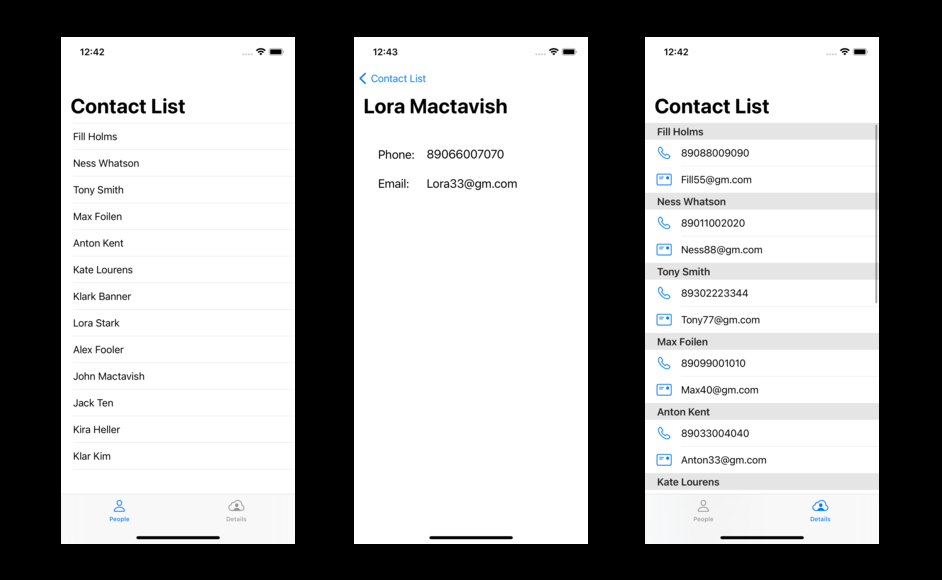 12:42
Contact List
Fill Holms
Ness Whatson
Tony Smith
Max Foilen
Anton Kent
Kate Lourens
Klark Banner
Lora Stark
Alex Fooler
John Mactavish
Jack Ten
Kira Heller
Klar Kim
People Details
12:43
Contact List
Lora Mactavish
Phone: 89066007070
Email: Lora33@gm.com
12:42
Contact List
Fill Holms
89088009090
Fill55@gm.com
Ness Whatson
89011002020
Ness88@gm.com
Tony Smith
89302223344
Tony77@gm.com
Max Foilen
89099001010
Max40@gm.com
Anton Kent
89033004040
Anton33@gm.com
Kate Lourens
People Details